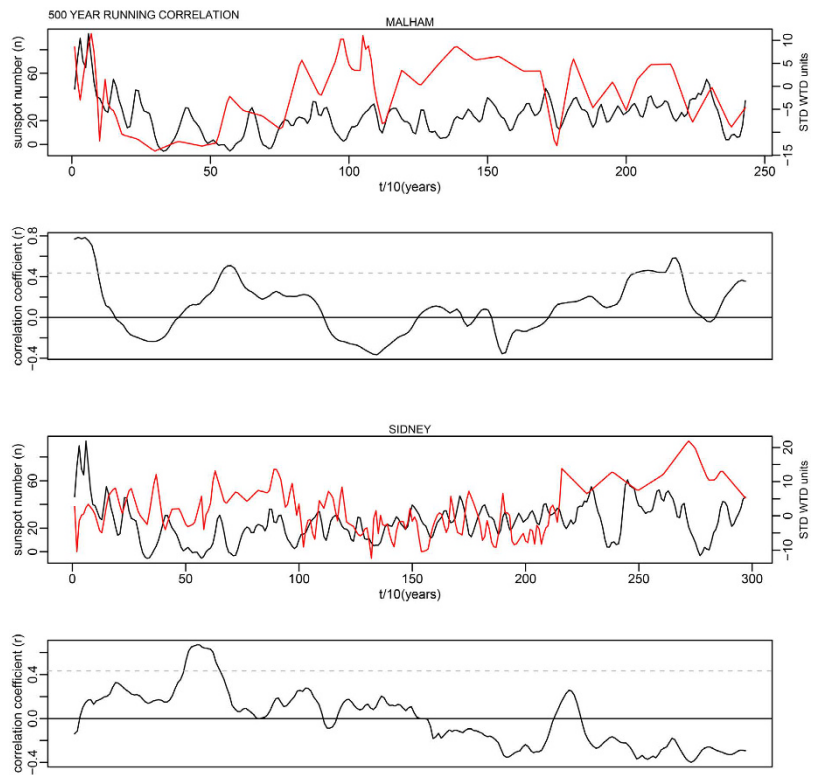 500 YEAR RUNNING CORRELATION
MALHAM
sunspot number (n)
0 20 60
STD WTD units
−15 −10 −5 0 5 10
0 50 100 150 200 250
t/10(years)
correlation coefficient (r)
−0.4 0.0 0.4 0.8
SIDNEY
sunspot number (n)
0 20 60
STD WTD units
−10 0 5 10 20
0 50 100 150 200 250 300
t/10(years)
correlation coefficient (r)
−0.4 0.0 0.4